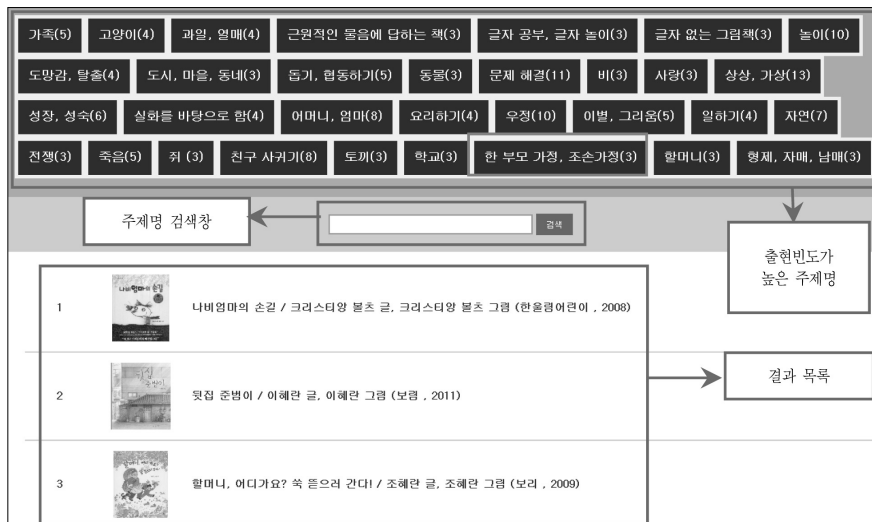 가족(5) 고양이(4) 과일, 열매(4) 근원적인 물음에 답하는 책(3) 글자 공부, 글자 놀이(3) 글자 없는 그림책(3) 놀이(10)
도망감, 탈출(4) 도시, 마을, 동네(3) 돕기, 협동하기(5) 동물(3) 문제 해결(11) 비(3) 사랑(3) 상상, 가상(13)
성장, 성숙(6) 실화를 바탕으로 함(4) 어머니, 엄마(8) 요리하기(4) 우정(10) 이별, 그리움(5) 일하기(4) 자연(7)
전쟁(3) 죽음(5) 쥐 (3) 친구 사귀기(8) 토끼(3) 학교(3) 한 부모 가정, 조손가정(3) 할머니(3) 형제, 자매, 남매(3)
주제명 검색창
검색
출현빈도가
높은 주제명
나비엄마의 손길
1 나비엄마의 손길 / 크리스티앙 볼츠 글, 크리스티앙 볼츠 그림 (한울림어린이 , 2008)
결과 목록
2 뒷집 준범이 / 이혜란 글, 이혜란 그림 (보림 , 2011)
3 할머니, 어디가요? 쑥 뜯으러 간다! / 조혜란 글, 조혜란 그림 (보리 , 2009)